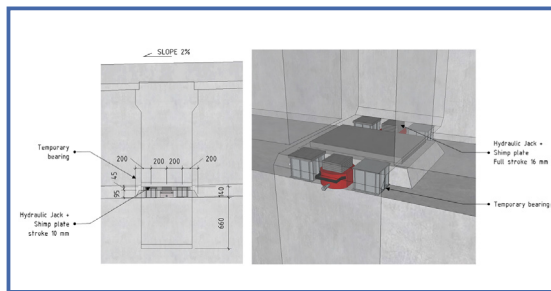 SLOPE 2%
Temporary
bearing
200
200 200
200
45
95
140
660
Hydraulic Jack +
Shimp plate
stroke 10 mm
Hydraulic Jack +
Shimp plate
Full stroke 16 mm
Temporary bearing